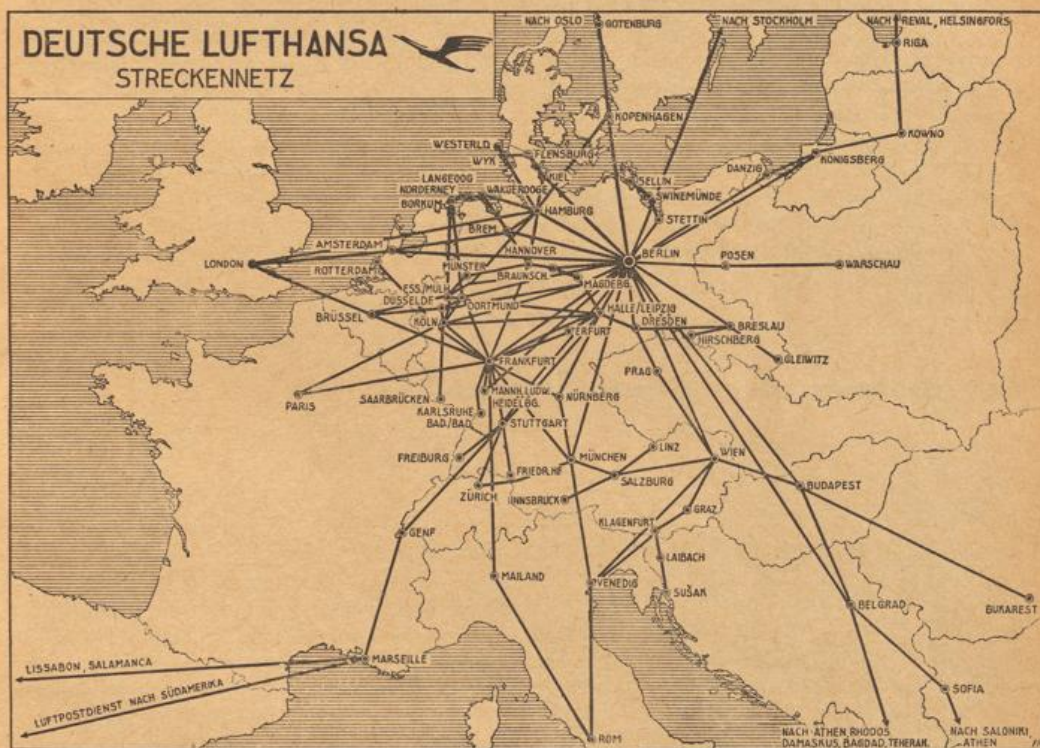 DEUTSCHE LUFTHANSA
STRECKENNETZ
NACH OSLO
GOTENBURG
NACH STOCKHOLM
NACH REVAL, HELSINGFORS
RIGA
KOPENHAGEN
KOWNO
WESTERLD
FLENSBURG
WYK
KÖNIGSBERG
DANZIG
KIEL
LANGEOOG
SELLIN
NORDERNEY
WANGEROOGE
SWINEMÜNDE
BORKUM
HAMBURG
STETTIN
BREM
AMSTERDAM
HANNOVER
BERLIN
POSEN
LONDON
ROTTERDAM
MÜNSTER
BRAUNSCH.
WARSCHAU
ESS./MÜLH
MAGDEBG.
DÜSSELDF
DORTMUND
BRÜSSEL
KÖLN
HALLE/LEIPZIG
DRESDEN
BRESLAU
ERFURT
HIRSCHBERG
GLEIWITZ
FRANKFURT
PRAG
PARIS
SAARBRÜCKEN
MANNH. LUDW.
HEIDELBG.
NÜRNBERG
KARLSRUHE
BAD/BAD
STUTTGART
FREIBURG
MÜNCHEN
LINZ
WIEN
FRIEDR. HF
ZÜRICH
INNSBRUCK
SALZBURG
BUDAPEST
GRAZ
GENF
KLAGENFURT
LAIBACH
MAILAND
VENEDIG
SUŠAK
BELGRAD
BUKAREST
MARSEILLE
LISSABON, SALAMANCA
LUFTPOSTDIENST NACH SÜDAMERIKA
SOFIA
ROM
NACH ATHEN, RHODOS
DAMASKUS, BAGDAD, TEHERAN
NACH SALONIKI,
ATHEN